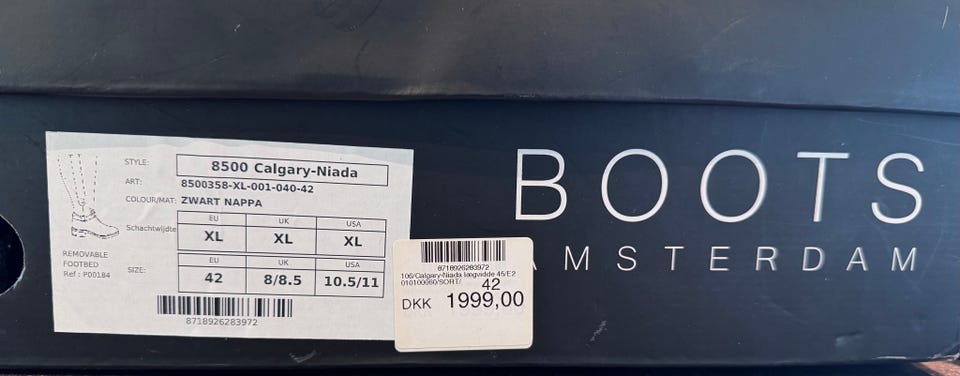 STYLE: 8500 Calgary-Niada
ART: 8500358-XL-001-040-42
COLOUR/MAT: ZWART NAPPA
Schachtwijdte
EU UK USA
XL XL XL
REMOVABLE
FOOTBED
Ref : P00184
SIZE:
EU UK USA
42 8/8.5 10.5/11
8718926283972
8718926283972
106/Calgary-Niada lægvidde 45/E2
010100060/SORT/ 42
DKK 1999,00
BOOTS
AMSTERDAM